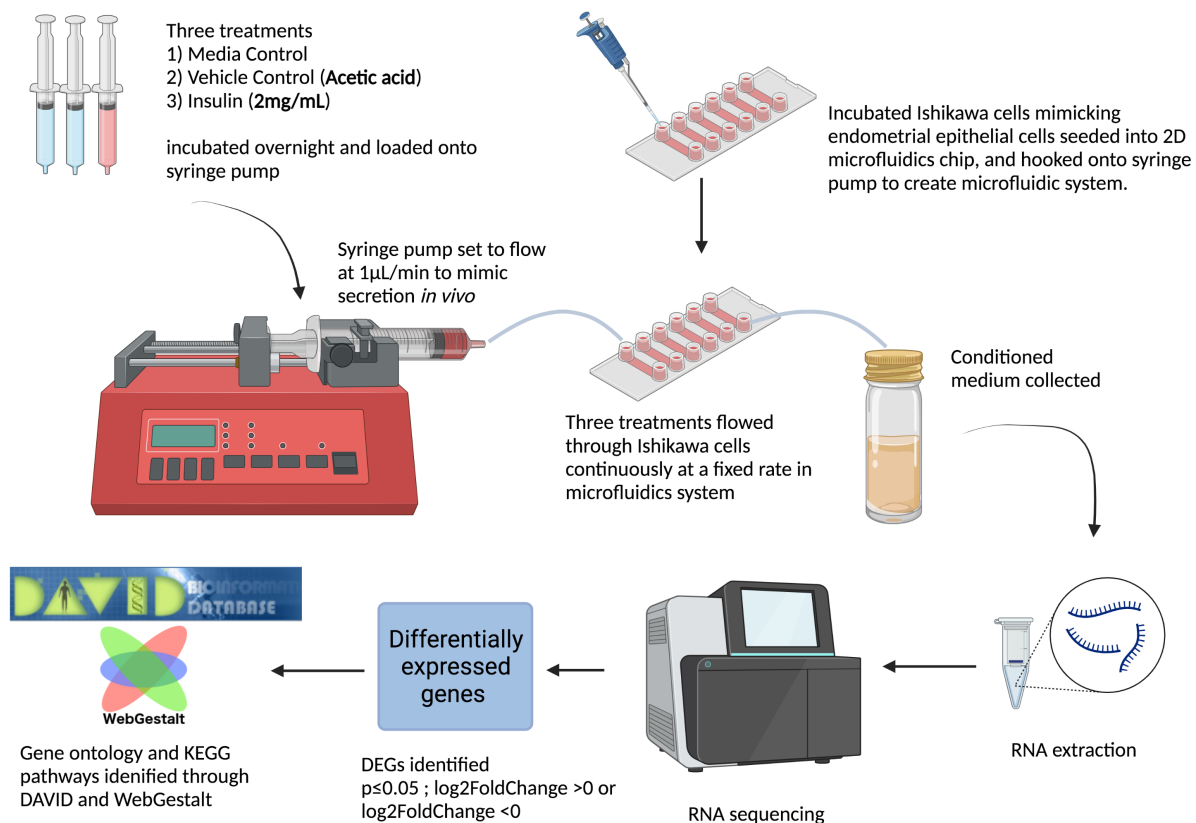 Three treatments
1) Media Control
2) Vehicle Control (Acetic acid)
3) Insulin (2mg/mL)
incubated overnight and loaded onto
syringe pump
Incubated Ishikawa cells mimicking
endometrial epithelial cells seeded into 2D
microfluidics chip, and hooked onto syringe
pump to create microfluidic system.
Syringe pump set to flow
at 1µL/min to mimic
secretion in vivo
Three treatments flowed
through Ishikawa cells
continuously at a fixed rate in
microfluidics system
Conditioned
medium collected
RNA extraction
RNA sequencing
Differentially
expressed
genes
DEGs identified
p≤0.05 ; log2FoldChange >0 or
log2FoldChange <0
DAVID BIOINFORMATI
DATABASE
WebGestalt
Gene ontology and KEGG
pathways idenified through
DAVID and WebGestalt